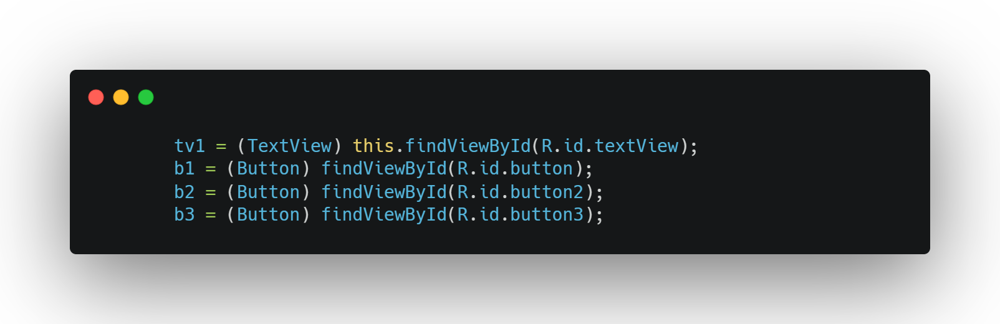 tv1 = (TextView) this.findViewById(R.id.textView);
b1 = (Button) findViewById(R.id.button);
b2 = (Button) findViewById(R.id.button2);
b3 = (Button) findViewById(R.id.button3);